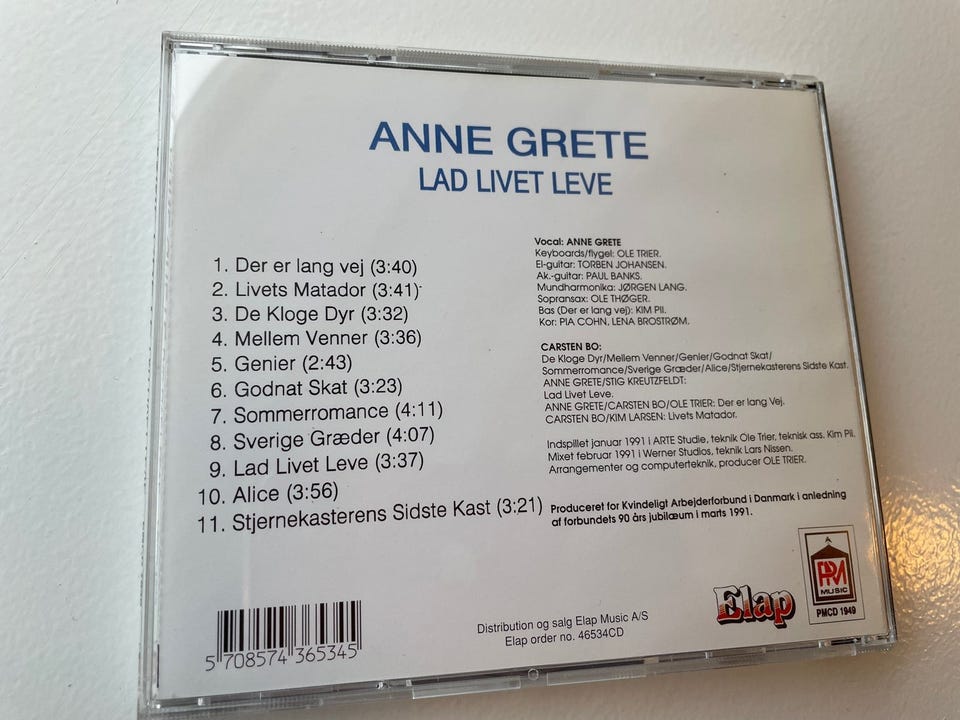 ANNE GRETE
LAD LIVET LEVE
1. Der er lang vej (3:40)
2. Livets Matador (3:41)
3. De Kloge Dyr (3:32)
4. Mellem Venner (3:36)
5. Genier (2:43)
6. Godnat Skat (3:23)
7. Sommerromance (4:11)
8. Sverige Græder (4:07)
9. Lad Livet Leve (3:37)
10. Alice (3:56)
11. Stjernekasterens Sidste Kast (3:21)
Vocal: ANNE GRETE
Keyboards/flygel: OLE TRIER.
El-guitar: TORBEN JOHANSEN.
Ak.-guitar: PAUL BANKS.
Mundharmonika: JØRGEN LANG.
Sopransax: OLE THØGER.
Bas (Der er lang vej): KIM PII.
Kor: PIA COHN, LENA BROSTRØM.
CARSTEN BO:
De Kloge Dyr/Mellem Venner/Genier/Godnat Skat/
Sommerromance/Sverige Græder/Alice/Stjernekasterens Sidste Kast.
ANNE GRETE/STIG KREUTZFELDT:
Lad Livet Leve.
ANNE GRETE/CARSTEN BO/OLE TRIER: Der er lang Vej.
CARSTEN BO/KIM LARSEN: Livets Matador.
Indspillet januar 1991 i ARTE Studie, teknik Ole Trier, teknisk ass. Kim Pii.
Mixet februar 1991 i Werner Studios, teknik Lars Nissen.
Arrangementer og computerteknik, producer OLE TRIER.
Produceret for Kvindeligt Arbejderforbund i Danmark i anledning
af forbundets 90 års jubilæum i marts 1991.
5 708574 365345
Distribution og salg Elap Music A/S
Elap order no. 46534CD
Elap
PM
MUSIC
PMCD 1949